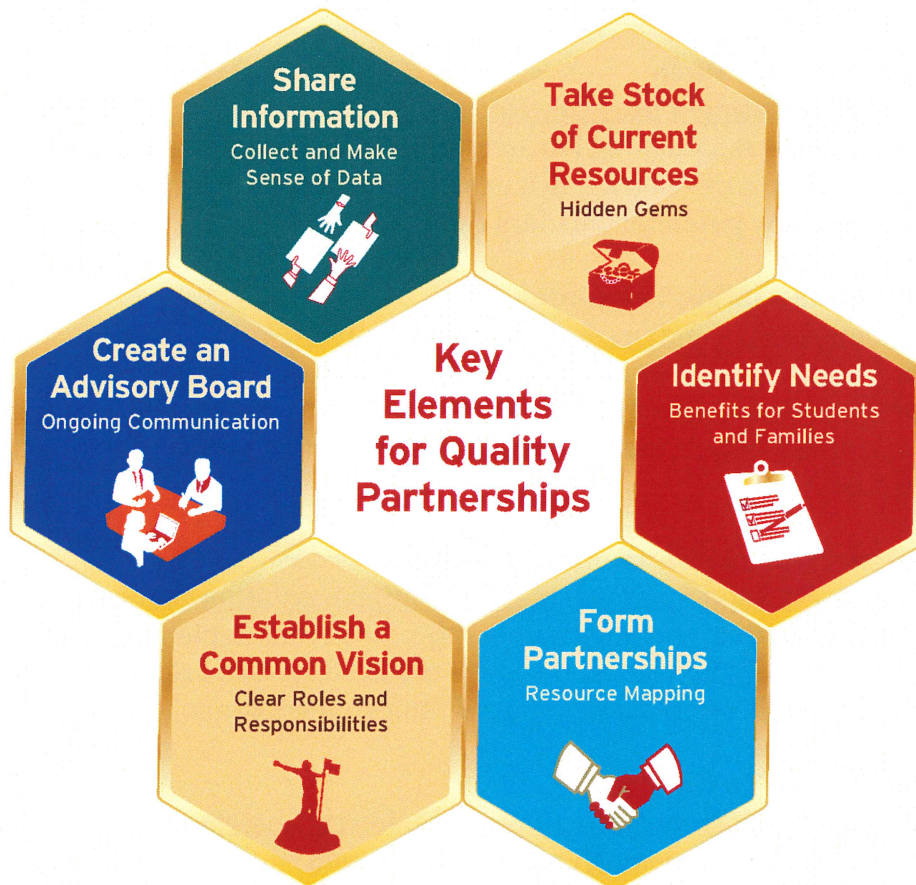 Share
Information
Collect and Make
Sense of Data
Take Stock
of Current
Resources
Hidden Gems
Create an
Advisory Board
Ongoing Communication
Key
Elements
for Quality
Partnerships
Identify Needs
Benefits for Students
and Families
Establish a
Common Vision
Clear Roles and
Responsibilities
Form
Partnerships
Resource Mapping